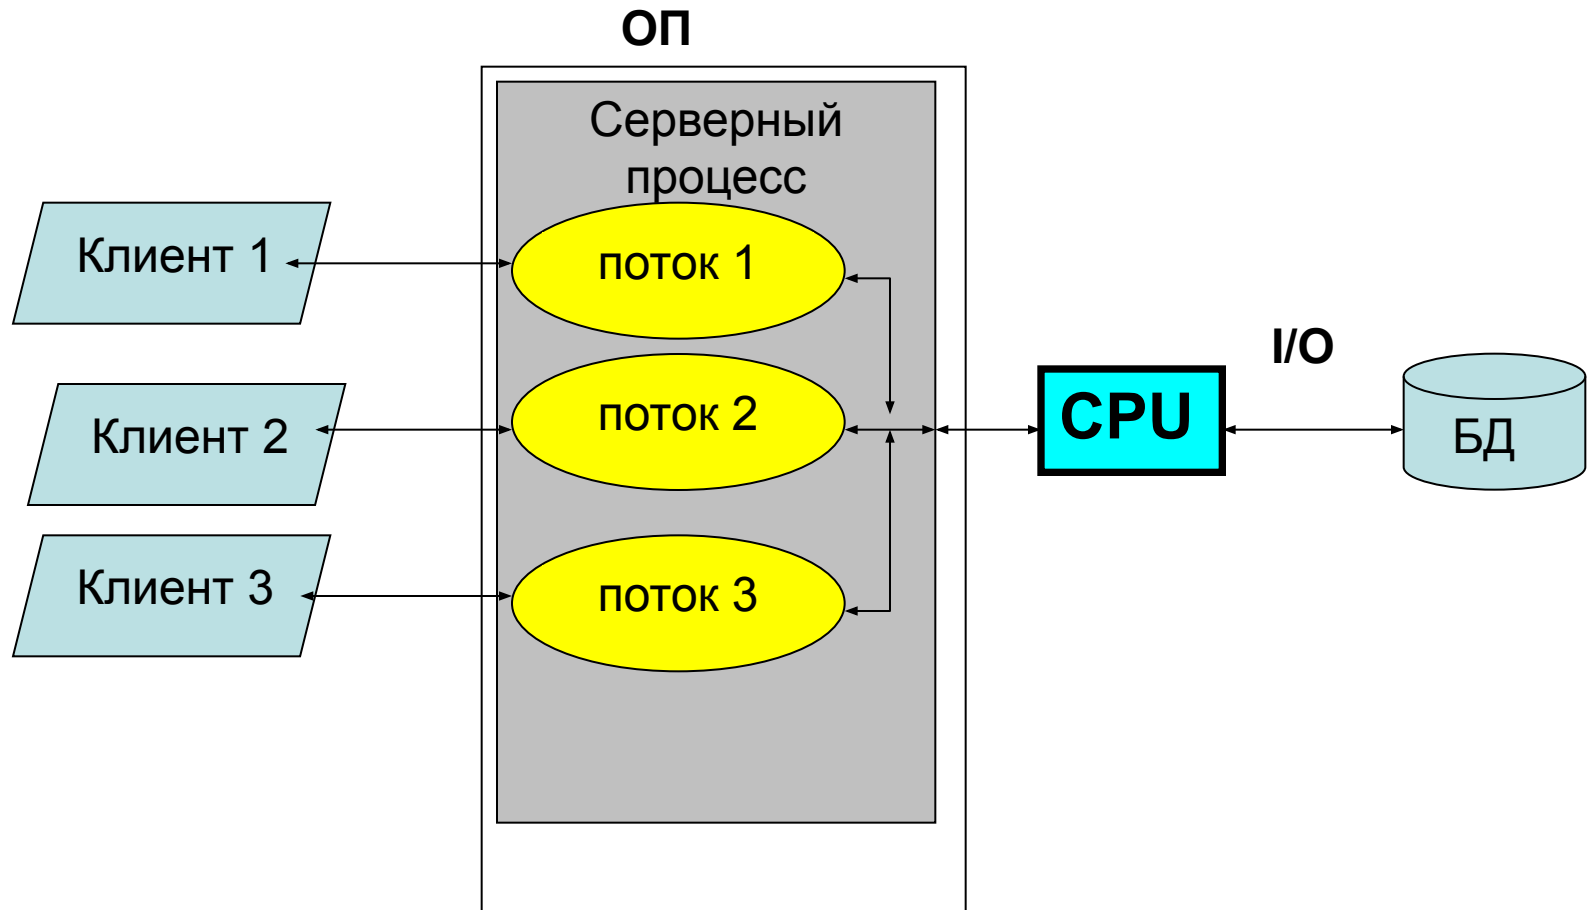 ОП
Серверный
процесс
Клиент 1
поток 1
Клиент 2
поток 2
CPU
I/O
БД
Клиент 3
поток 3